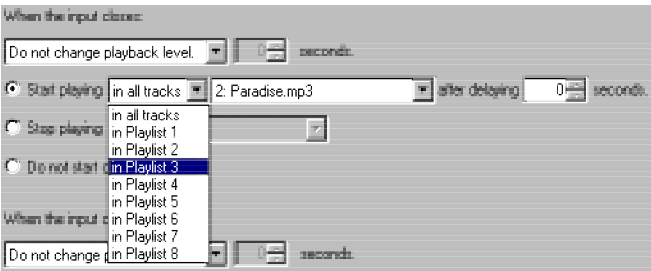 When the input closes:
Do not change playback level. 0 seconds.
Start playing in all tracks 2: Paradise.mp3 after delaying 0 seconds.
in all tracks
Stop playing in Playlist 1
in Playlist 2
Do not start in Playlist 3
in Playlist 4
in Playlist 5
When the input in Playlist 6
in Playlist 7
Do not change in Playlist 8 0 seconds.